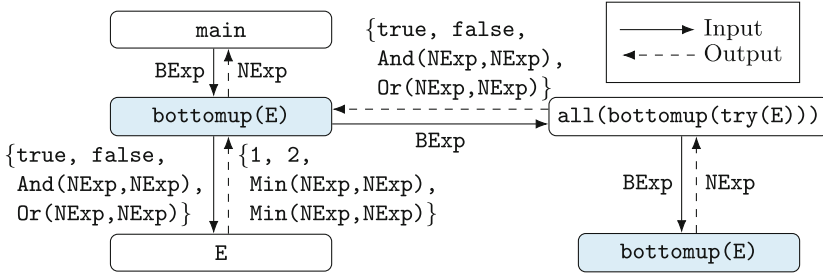 main
{true, false,
And(NExp,NExp),
Or(NExp,NExp)}
Input
Output
BExp
NExp
bottomup(E)
BExp
all(bottomup(try(E)))
{true, false,
And(NExp,NExp),
Or(NExp,NExp)}
{1, 2,
Min(NExp,NExp),
Min(NExp,NExp)}
BExp
NExp
E
bottomup(E)